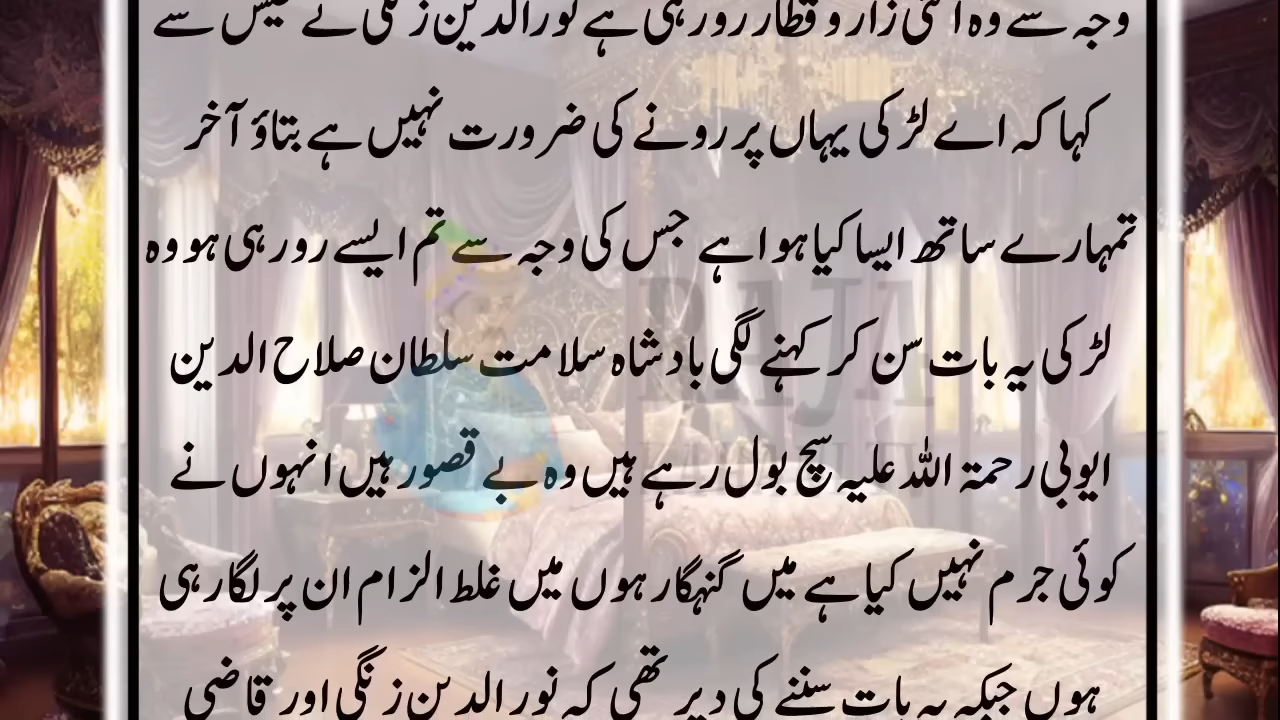 وجہ سے وہ اتنی زار و قطار رو رہی ہے نورالدین زنگی نے طیش سے
کہا کہ اے لڑکی یہاں پر رونے کی ضرورت نہیں ہے بتاؤ آخر
تمہارے ساتھ ایسا کیا ہوا ہے جس کی وجہ سے تم ایسے رو رہی ہو وہ
لڑکی یہ بات سن کر کہنے لگی بادشاہ سلامت سلطان صلاح الدین
ایوبی رحمۃ اللہ علیہ سچ بول رہے ہیں وہ بے قصور ہیں انہوں نے
کوئی جرم نہیں کیا ہے میں گنہگار ہوں میں غلط الزام ان پر لگا رہی
ہوں جبکہ یہ بات سننے کی دیر تھی کہ نور الدین زنگی اور قاضی
RAJA